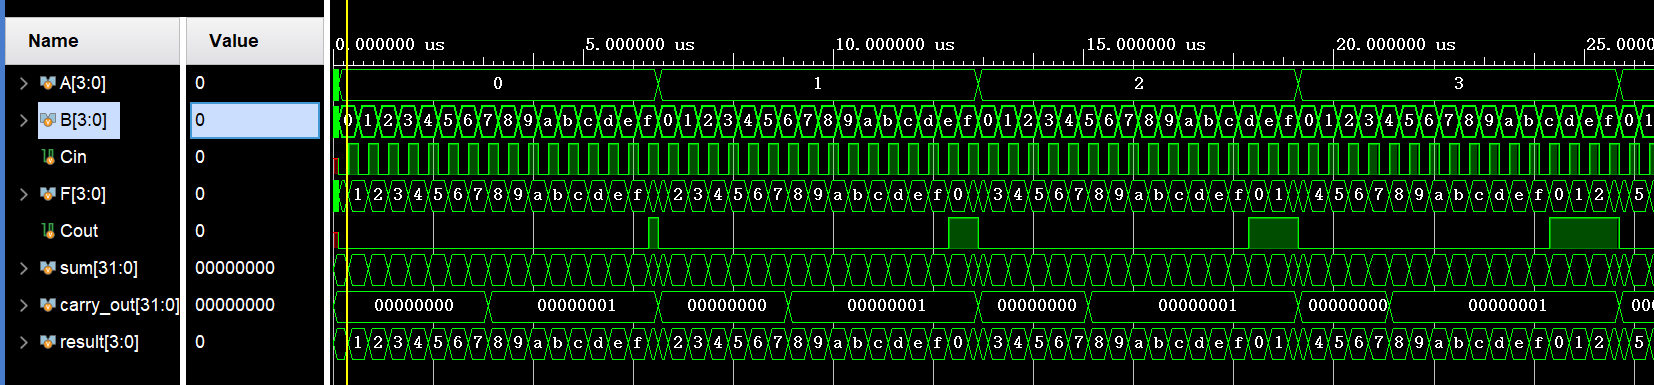 Name Value
0.000000 us 5.000000 us 10.000000 us 15.000000 us 20.000000 us 25.0000
A[3:0] 0 0 1 2 3
B[3:0] 0 0 1 2 3 4 5 6 7 8 9 a b c d e f 0 1 2 3 4 5 6 7 8 9 a b c d e f 0 1 2 3 4 5 6 7 8 9 a b c d e f 0 1 2 3 4 5 6 7 8 9 a b c d e f 0 1
Cin 0
F[3:0] 0 1 2 3 4 5 6 7 8 9 a b c d e f 2 3 4 5 6 7 8 9 a b c d e f 0 3 4 5 6 7 8 9 a b c d e f 0 1 4 5 6 7 8 9 a b c d e f 0 1 2 5
Cout 0
sum[31:0] 00000000
carry_out[31:0] 00000000 00000000 00000001 00000000 00000001 00000000 00000001 00000000 00000001 000
result[3:0] 0 1 2 3 4 5 6 7 8 9 a b c d e f 2 3 4 5 6 7 8 9 a b c d e f 0 3 4 5 6 7 8 9 a b c d e f 0 1 4 5 6 7 8 9 a b c d e f 0 1 2 5